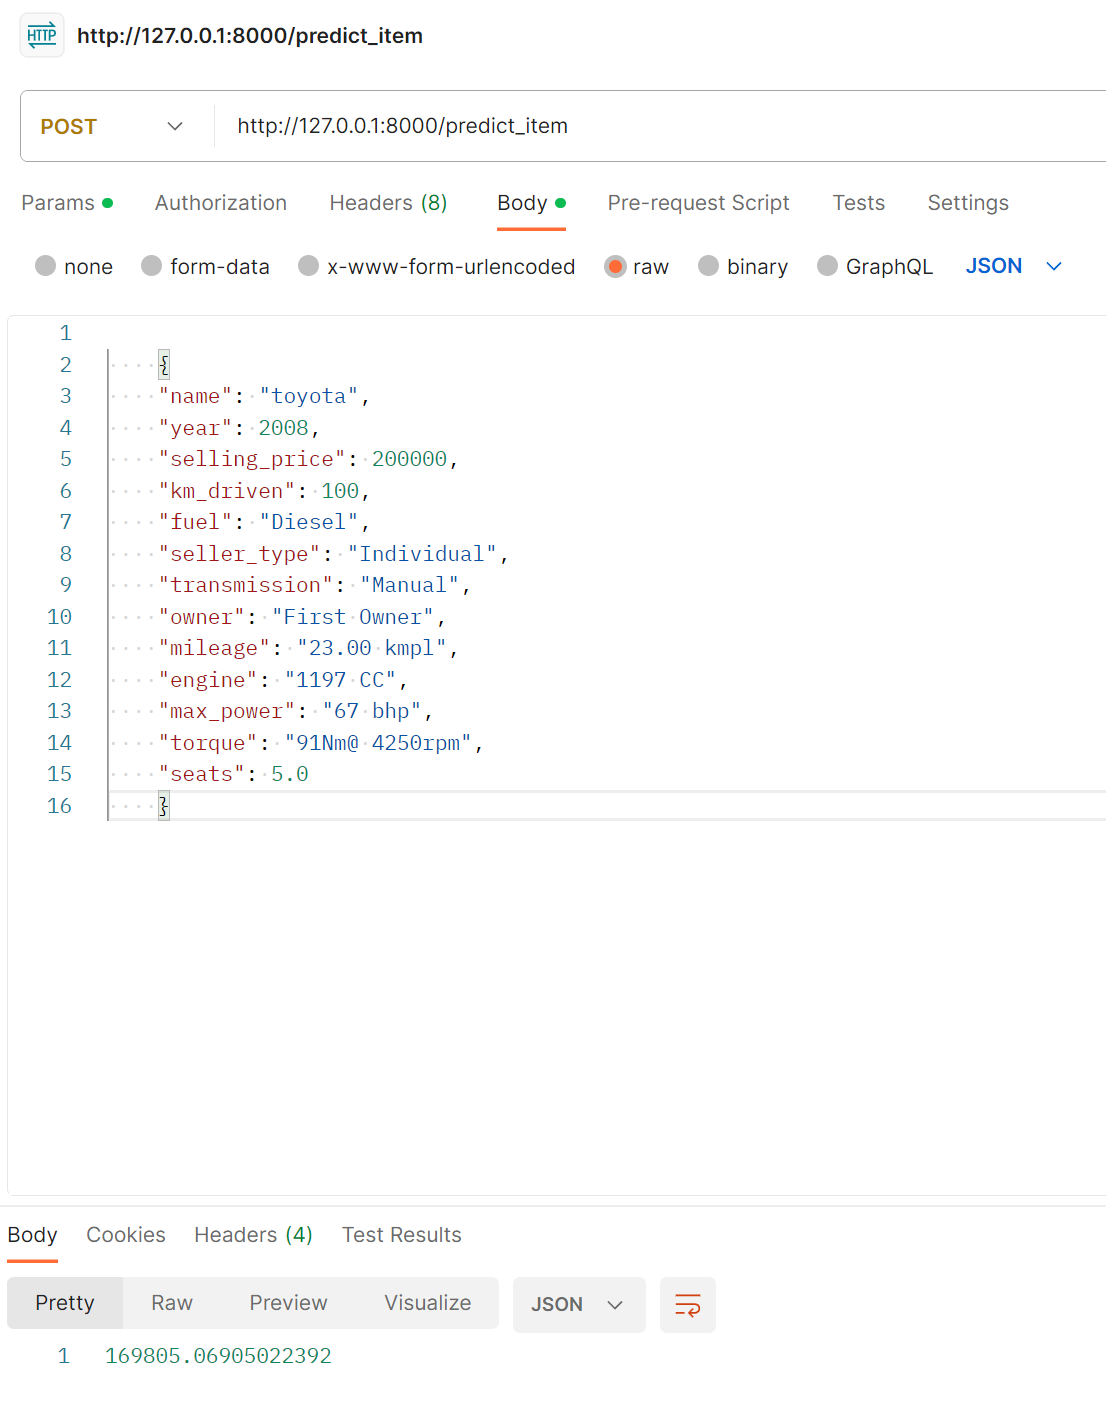 HTTP http://127.0.0.1:8000/predict_item
POST http://127.0.0.1:8000/predict_item
Params Authorization Headers (8) Body Pre-request Script Tests Settings
none form-data x-www-form-urlencoded raw binary GraphQL JSON
1
2 {
3 "name": "toyota",
4 "year": 2008,
5 "selling_price": 200000,
6 "km_driven": 100,
7 "fuel": "Diesel",
8 "seller_type": "Individual",
9 "transmission": "Manual",
10 "owner": "First Owner",
11 "mileage": "23.00 kmpl",
12 "engine": "1197 CC",
13 "max_power": "67 bhp",
14 "torque": "91Nm@ 4250rpm",
15 "seats": 5.0
16 }
Body Cookies Headers (4) Test Results
Pretty Raw Preview Visualize JSON
1 169805.06905022392